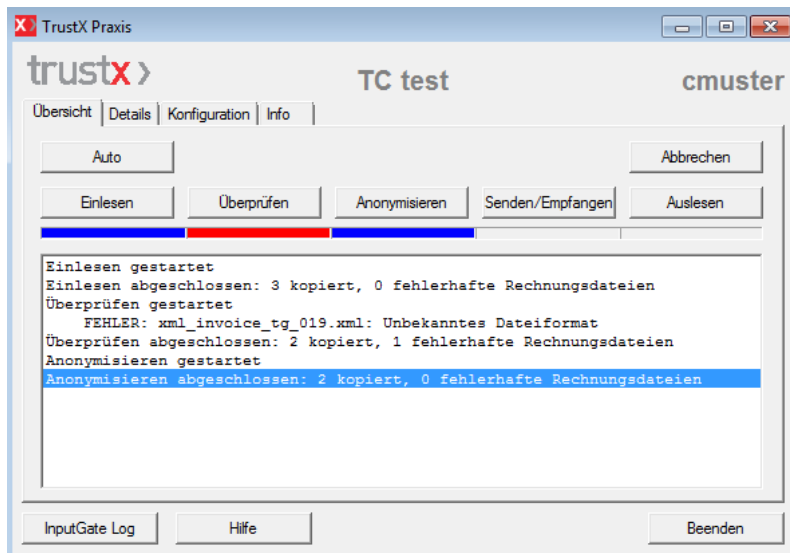 TrustX Praxis
trustx
TC test
cmuster
Übersicht Details Konfiguration Info
Auto Abbrechen
Einlesen Überprüfen Anonymisieren Senden/Empfangen Auslesen
Einlesen gestartet
Einlesen abgeschlossen: 3 kopiert, 0 fehlerhafte Rechnungsdateien
Überprüfen gestartet
FEHLER: xml_invoice_tg_019.xml: Unbekanntes Dateiformat
Überprüfen abgeschlossen: 2 kopiert, 1 fehlerhafte Rechnungsdateien
Anonymisieren gestartet
Anonymisieren abgeschlossen: 2 kopiert, 0 fehlerhafte Rechnungsdateien
InputGate Log Hilfe Beenden